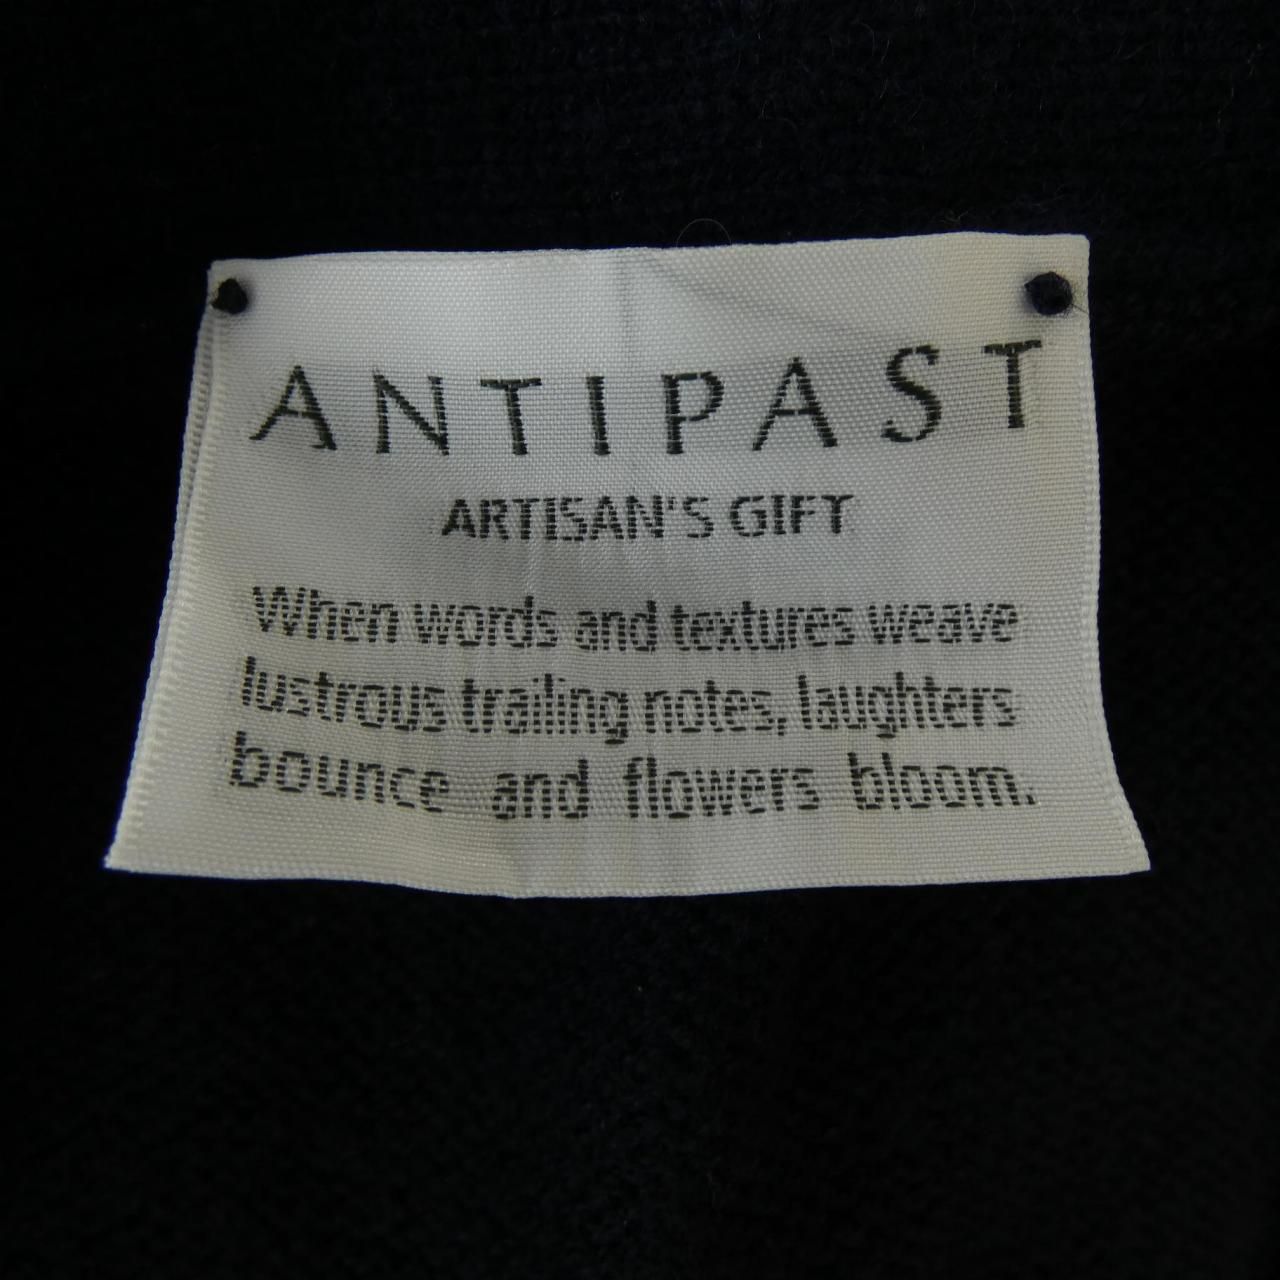 ANTIPAST
ARTISAN'S GIFT
When words and textures weave
lustrous trailing notes, laughters
bounce and flowers bloom.